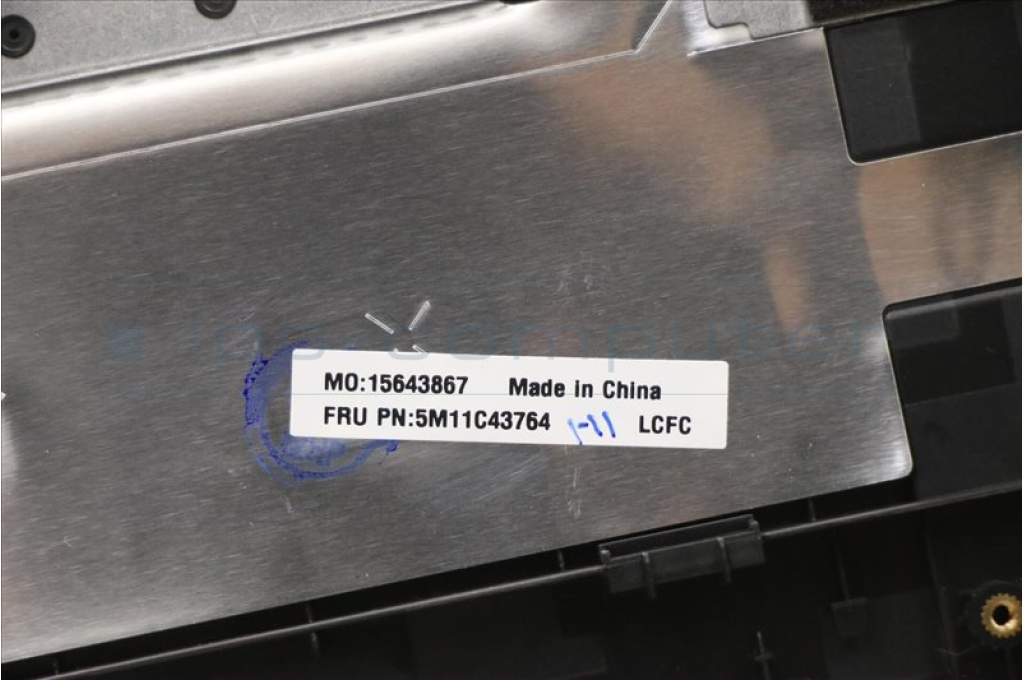 MO:15643867 Made in China
FRU PN:5M11C43764 1-11 LCFC